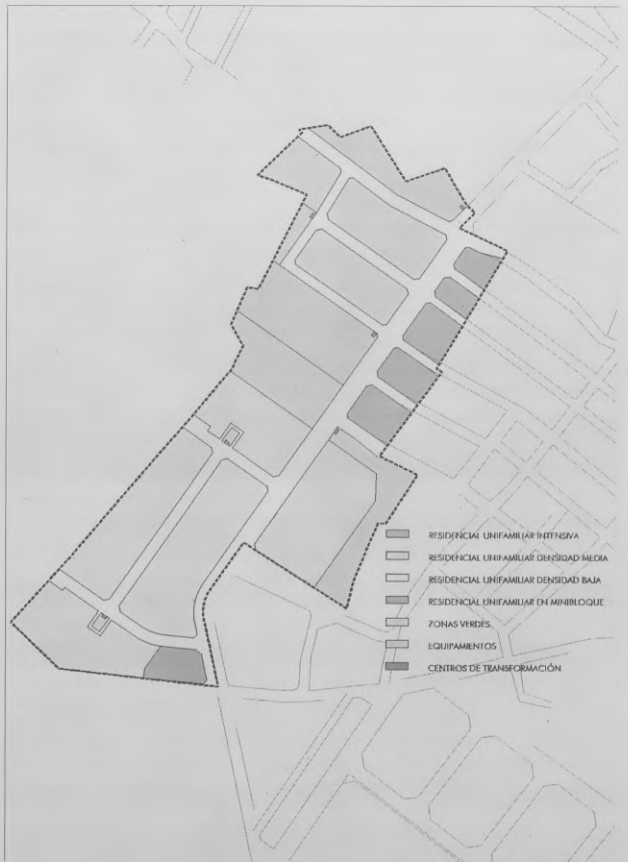 RESIDENCIAL UNIFAMILIAR INTENSIVA
RESIDENCIAL UNIFAMILIAR DENSIDAD MEDIA
RESIDENCIAL UNIFAMILIAR DENSIDAD BAJA
RESIDENCIAL UNIFAMILIAR EN MINIBLOQUE
ZONAS VERDES
EQUIPAMIENTOS
CENTROS DE TRANSFORMACIÓN